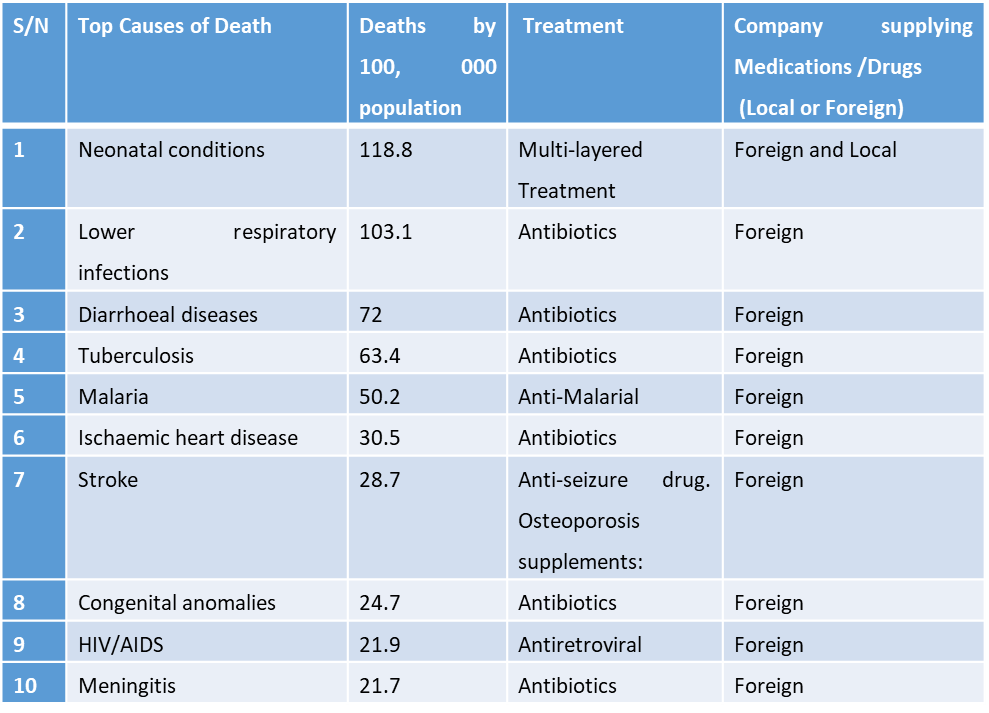 S/N Top Causes of Death Deaths by Treatment Company supplying
100, 000 Medications /Drugs
population (Local or Foreign)
1 Neonatal conditions 118.8 Multi-layered Foreign and Local
Treatment
2 Lower respiratory 103.1 Antibiotics Foreign
infections
3 Diarrhoeal diseases 72 Antibiotics Foreign
4 Tuberculosis 63.4 Antibiotics Foreign
5 Malaria 50.2 Anti-Malarial Foreign
6 Ischaemic heart disease 30.5 Antibiotics Foreign
7 Stroke 28.7 Anti-seizure drug. Foreign
Osteoporosis
supplements:
8 Congenital anomalies 24.7 Antibiotics Foreign
9 HIV/AIDS 21.9 Antiretroviral Foreign
10 Meningitis 21.7 Antibiotics Foreign